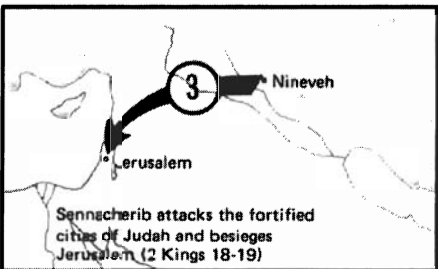 3
Nineveh
Jerusalem
Sennacherib attacks the fortified
cities of Judah and besieges
Jerusalem (2 Kings 18-19)